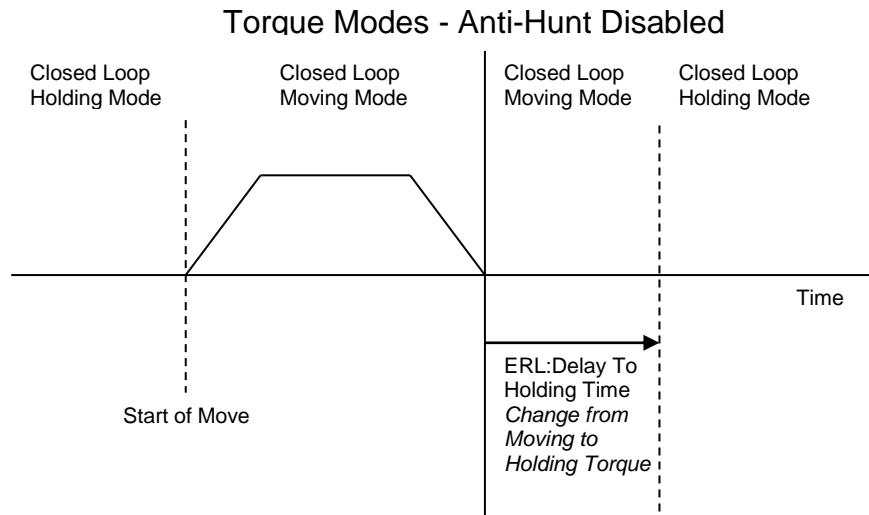 Torque Modes - Anti-Hunt Disabled
Closed Loop
Holding Mode
Closed Loop
Moving Mode
Closed Loop
Moving Mode
Closed Loop
Holding Mode
Time
Start of Move
ERL:Delay To
Holding Time
Change from
Moving to
Holding Torque